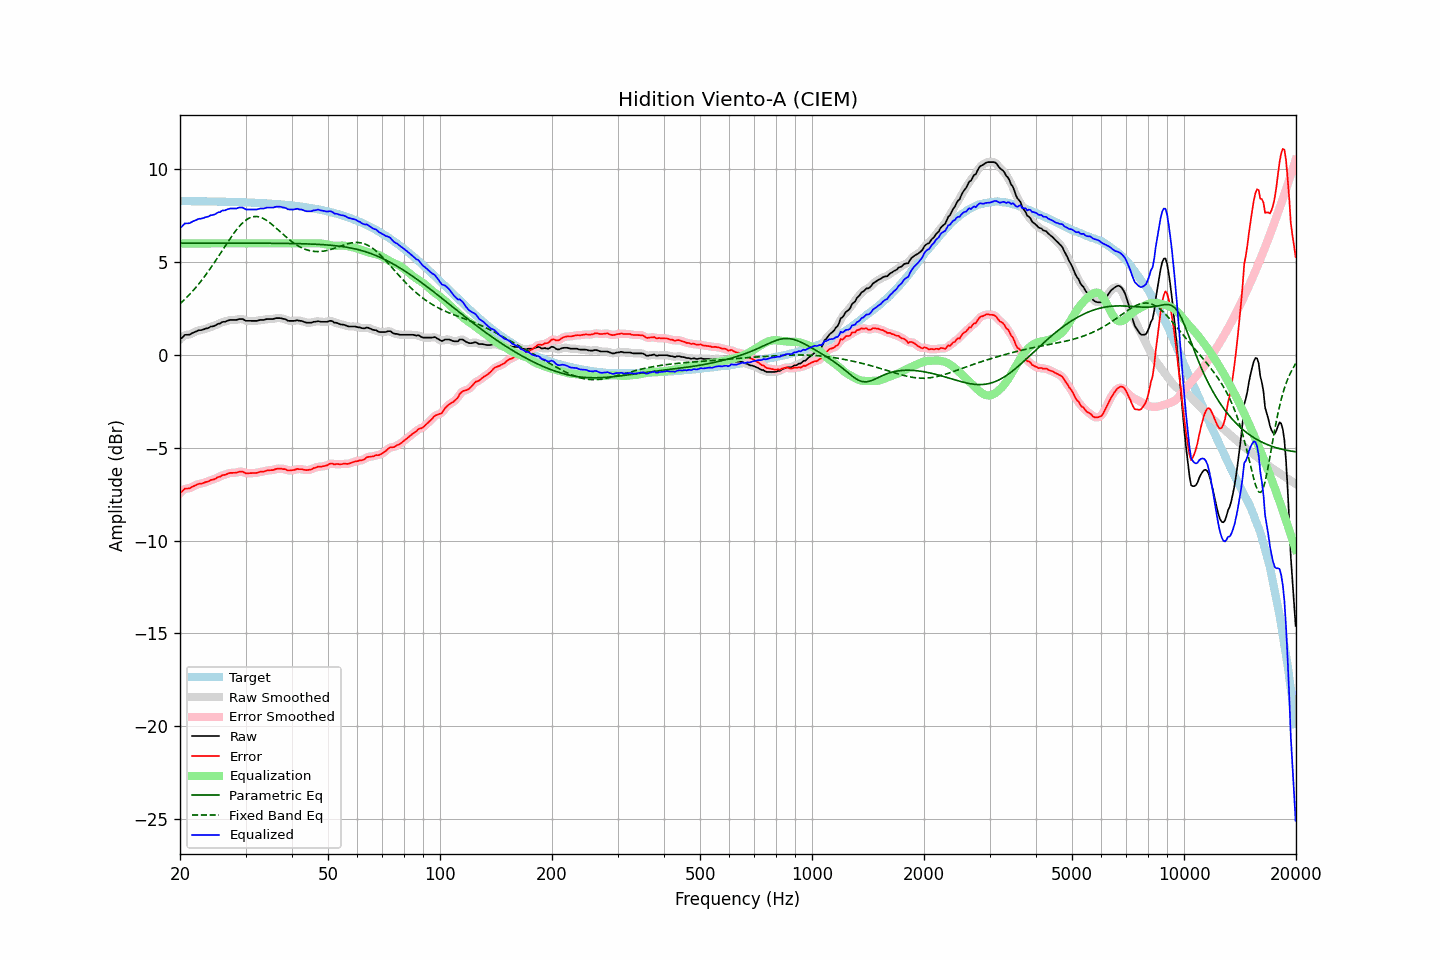 Hidition Viento-A (CIEM)
Amplitude (dBr)
10
5
0
−5
−10
−15
−20
−25
Target
Raw Smoothed
Error Smoothed
Raw
Error
Equalization
Parametric Eq
Fixed Band Eq
Equalized
20 50 100 200 500 1000 2000 5000 10000 20000
Frequency (Hz)